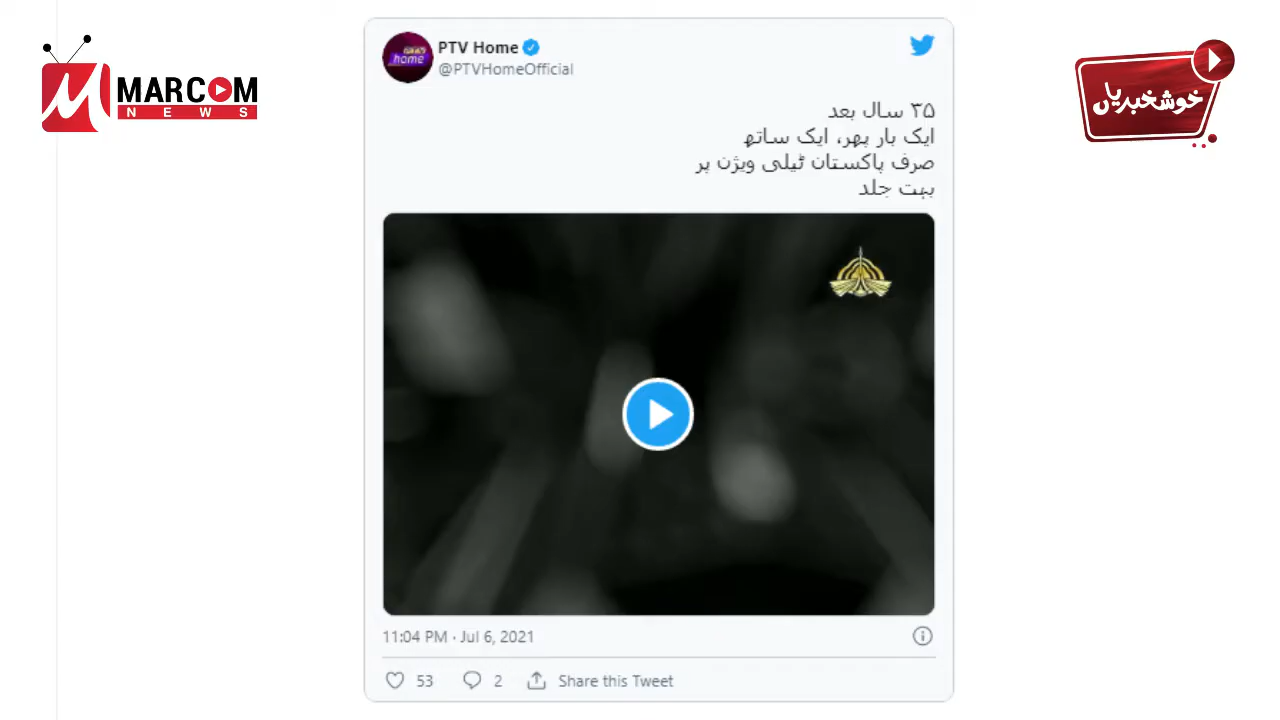 MARCOM
NEWS
PTV Home
@PTVHomeOfficial
home
خوشخبریاں
۳۵ سال بعد
ایک بار پھر، ایک ساتھ
صرف پاکستان ٹیلی ویژن پر
بہت جلد
11:04 PM · Jul 6, 2021
53
2
Share this Tweet